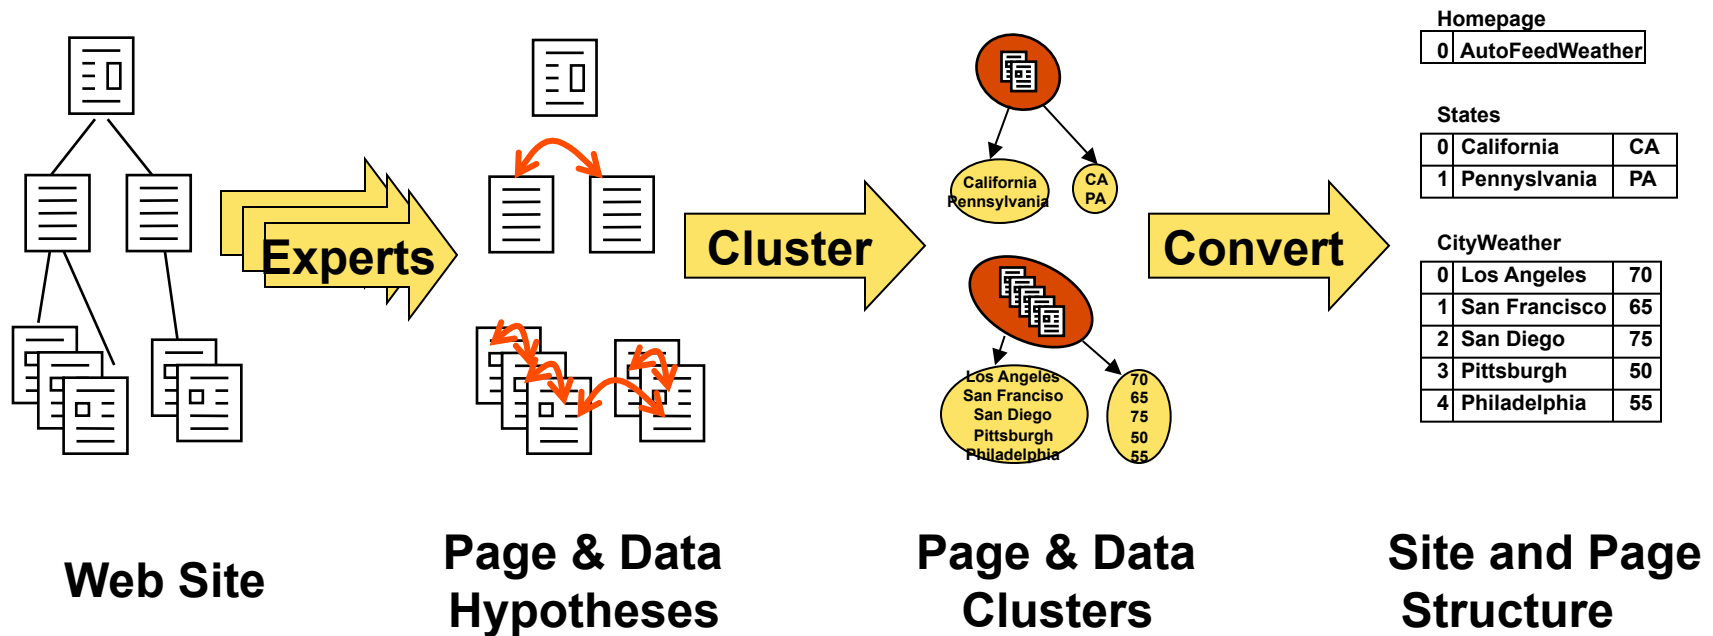 Experts
Cluster
California
Pennsylvania
CA
PA
Los Angeles
San Franciso
San Diego
Pittsburgh
Philadelphia
70
65
75
50
55
Convert
Homepage
0 AutoFeedWeather
States
0 California CA
1 Pennyslvania PA
CityWeather
0 Los Angeles 70
1 San Francisco 65
2 San Diego 75
3 Pittsburgh 50
4 Philadelphia 55
Web Site
Page & Data
Hypotheses
Page & Data
Clusters
Site and Page
Structure